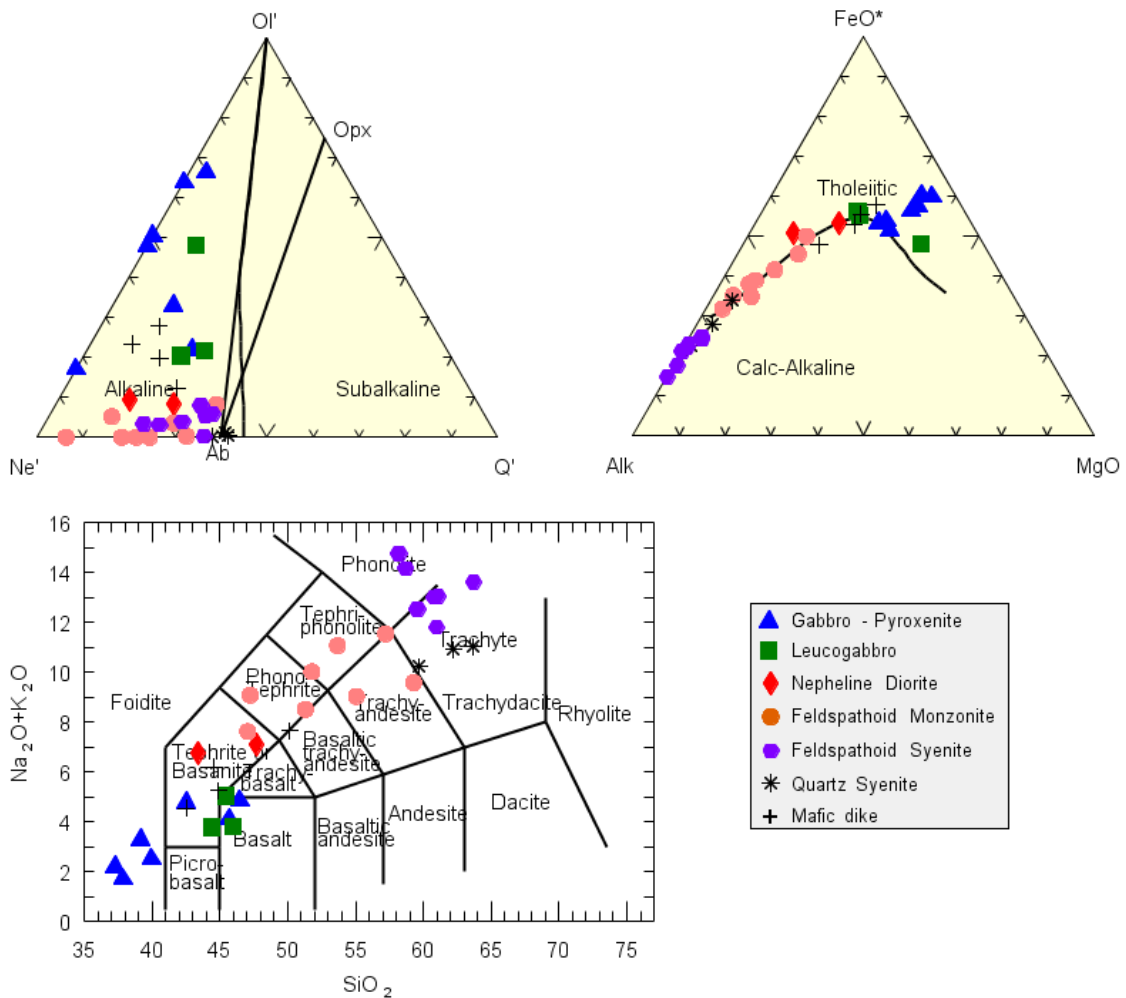 Ol'
Opx
Alkaline
Subalkaline
Ne'
Ab
Q'
FeO*
Tholeiitic
Calc-Alkaline
Alk
MgO
Na₂O+K₂O
16
14
12
10
8
6
4
2
0
Phonolite
Tephri-
phonolite
Trachyte
Phono-
Tephrite
Foidite
Trachy-
andesite
Trachydacite
Rhyolite
Basaltic
trachy-
andesite
Tephrite or
Basanite
Trachy-
basalt
Andesite
Dacite
Basalt
Basaltic
andesite
Picro-
basalt
35 40 45 50 55 60 65 70 75
SiO₂
Gabbro - Pyroxenite
Leucogabbro
Nepheline Diorite
Feldspathoid Monzonite
Feldspathoid Syenite
Quartz Syenite
Mafic dike